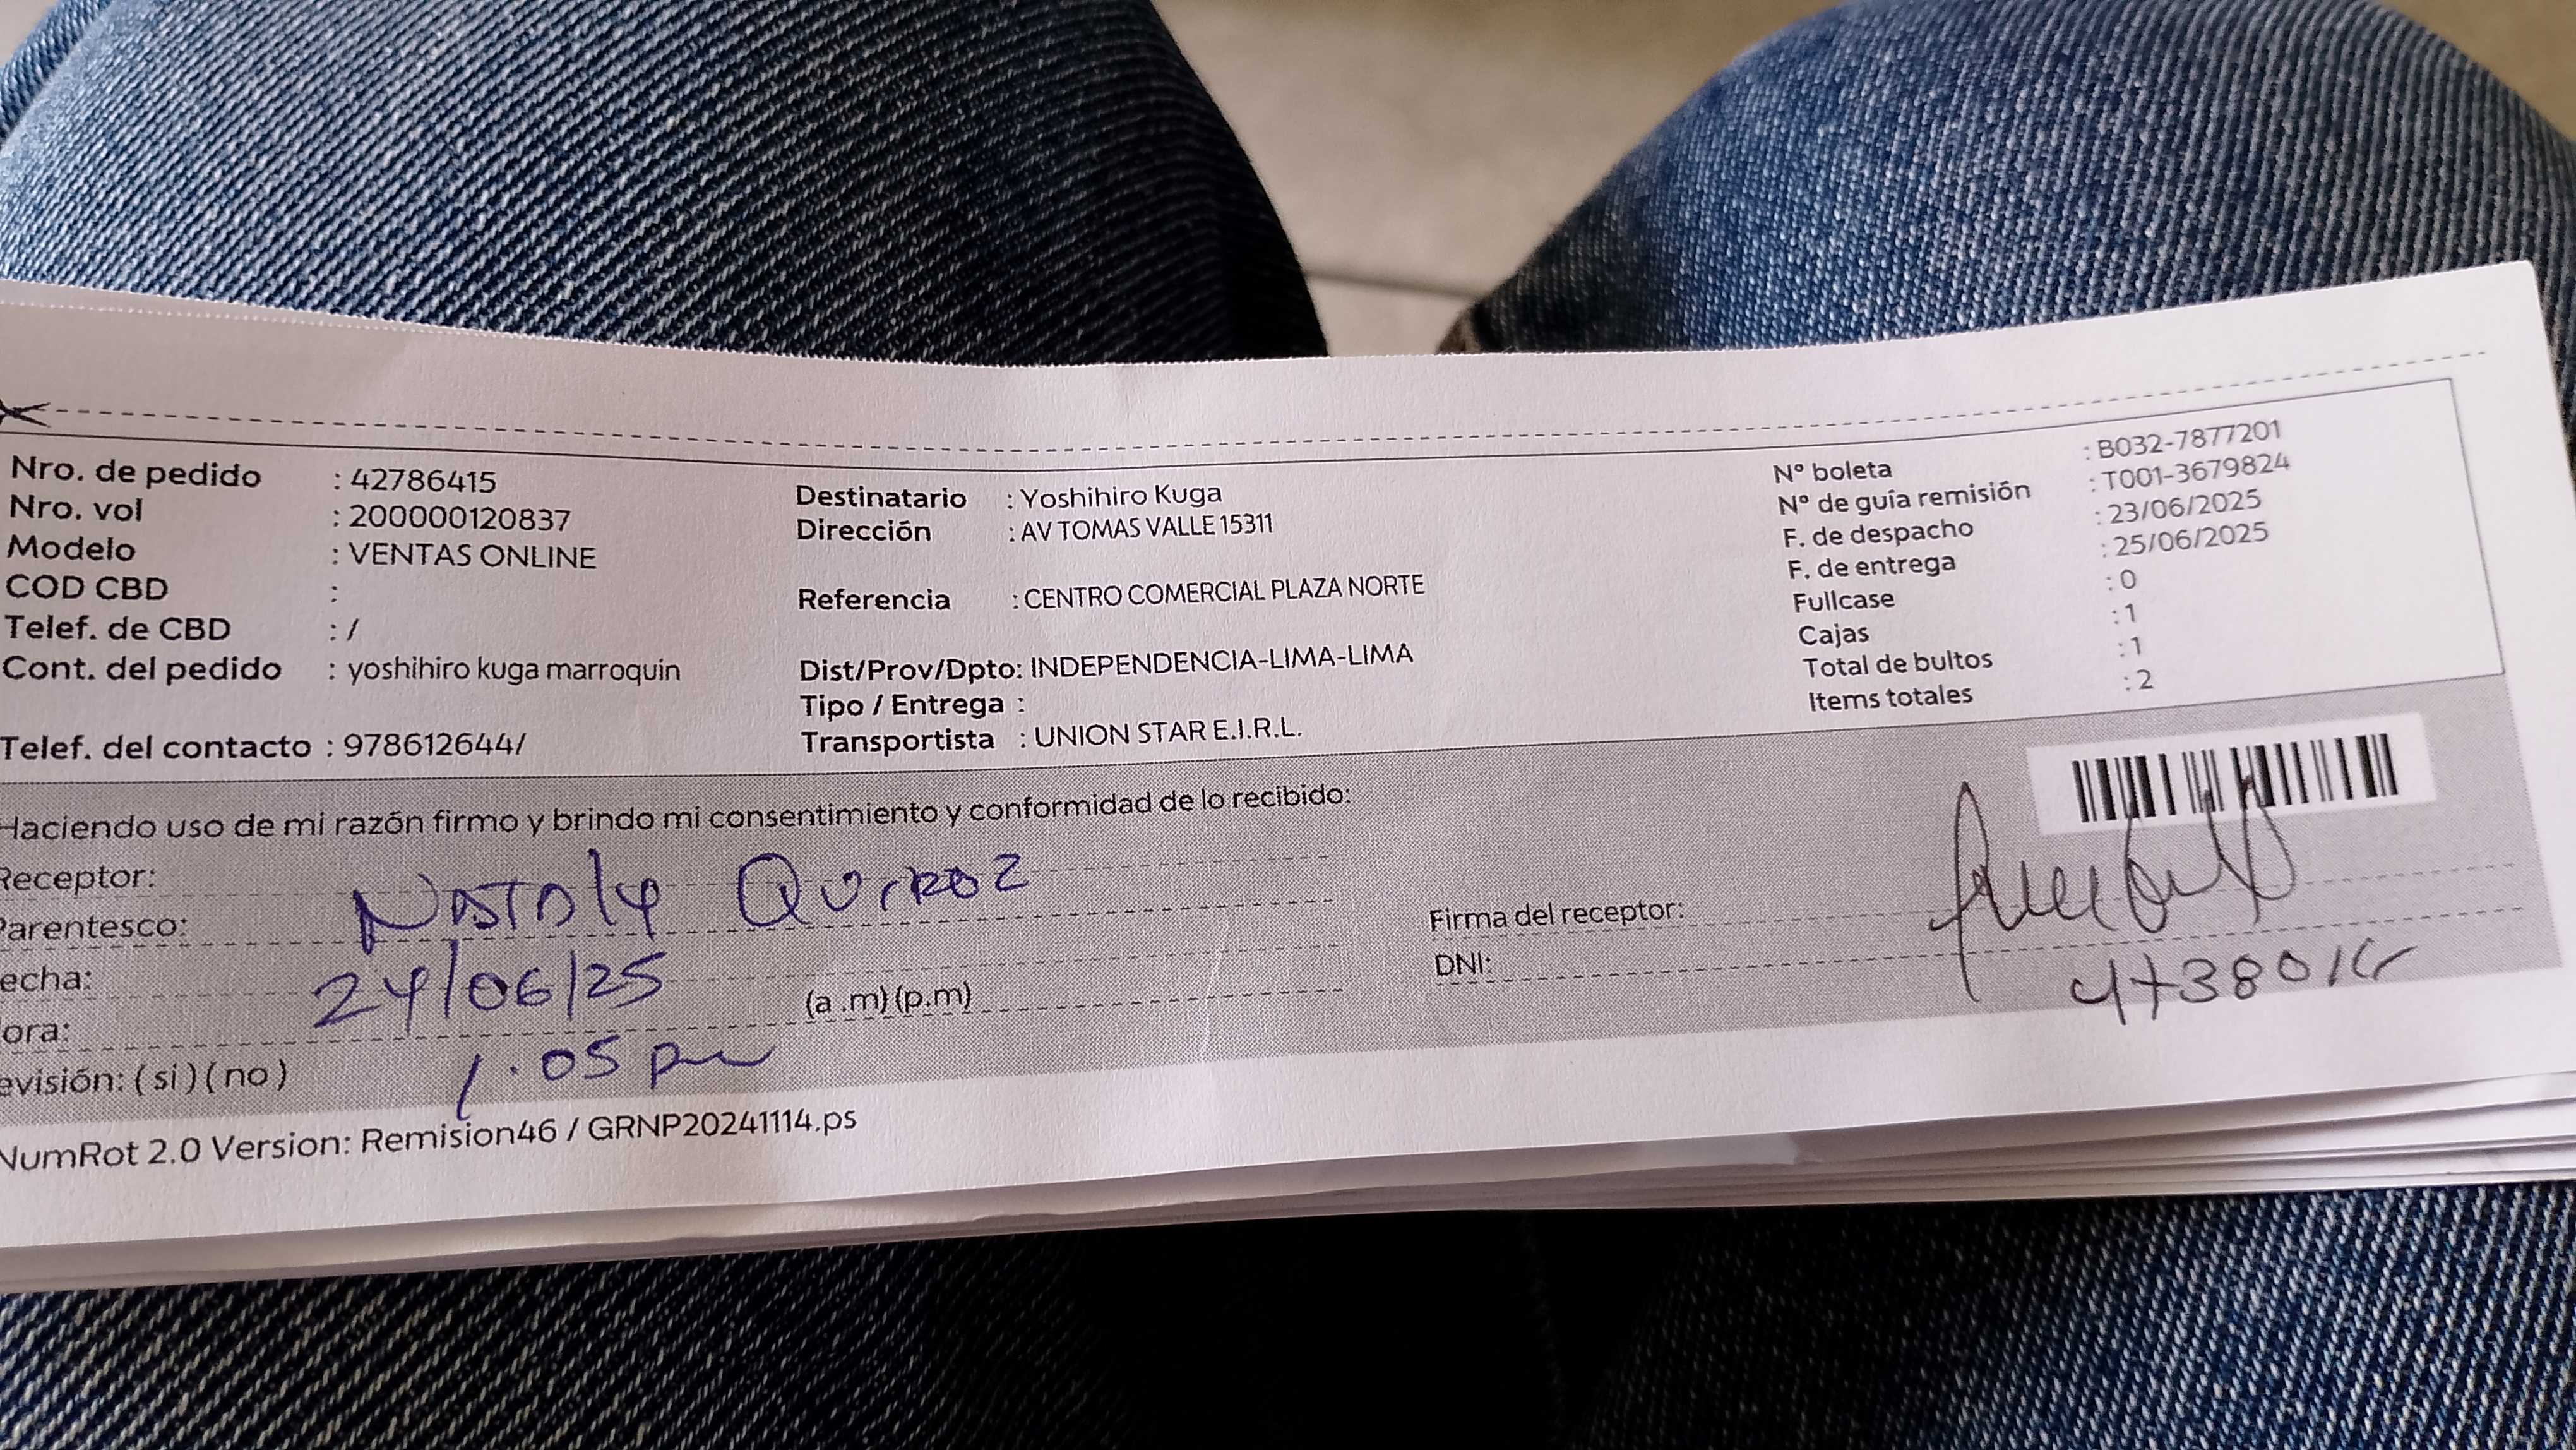 Nro. de pedido : 42786415
Nro. vol : 200000120837
Modelo : VENTAS ONLINE
COD CBD :
Telef. de CBD : /
Cont. del pedido : yoshihiro kuga marroquin
Telef. del contacto : 978612644/
Destinatario : Yoshihiro Kuga
Dirección : AV TOMAS VALLE 15311
Referencia : CENTRO COMERCIAL PLAZA NORTE
Dist/Prov/Dpto: INDEPENDENCIA-LIMA-LIMA
Tipo / Entrega :
Transportista : UNION STAR E.I.R.L.
N° boleta : B032-7877201
N° de guía remisión : T001-3679824
F. de despacho : 23/06/2025
F. de entrega : 25/06/2025
Fullcase : 0
Cajas : 1
Total de bultos : 1
Items totales : 2
Haciendo uso de mi razón firmo y brindo mi consentimiento y conformidad de lo recibido:
Receptor: Nataly
Parentesco:
echa: 24/06/25
ora: (a .m) (p.m)
1.05 pm
evisión: ( si ) ( no )
Firma del receptor:
DNI:
NumRot 2.0 Version: Remision46 / GRNP20241114.ps